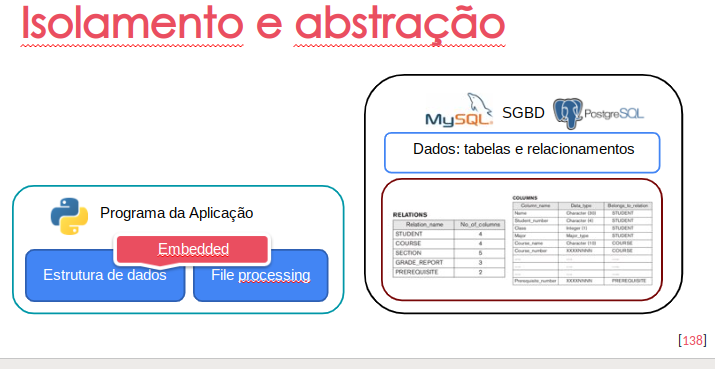 Isolamento e abstração
MySQL SGBD PostgreSQL
Dados: tabelas e relacionamentos
Programa da Aplicação
Embedded
Estrutura de dados
File processing
RELATIONS
Relation_name No_of_columns
STUDENT 4
COURSE 4
SECTION 5
GRADE_REPORT 3
PREREQUISITE 2
COLUMNS
Column_name Data_type Belongs_to_relation
Name Character (30) STUDENT
Student_number Character (4) STUDENT
Class Integer (1) STUDENT
Major Major_type STUDENT
Course_name Character (10) COURSE
Course_number XXXXNNNN COURSE
.... .... ....
.... .... ....
.... .... ....
Prerequisite_number XXXXNNNN PREREQUISITE
[138]